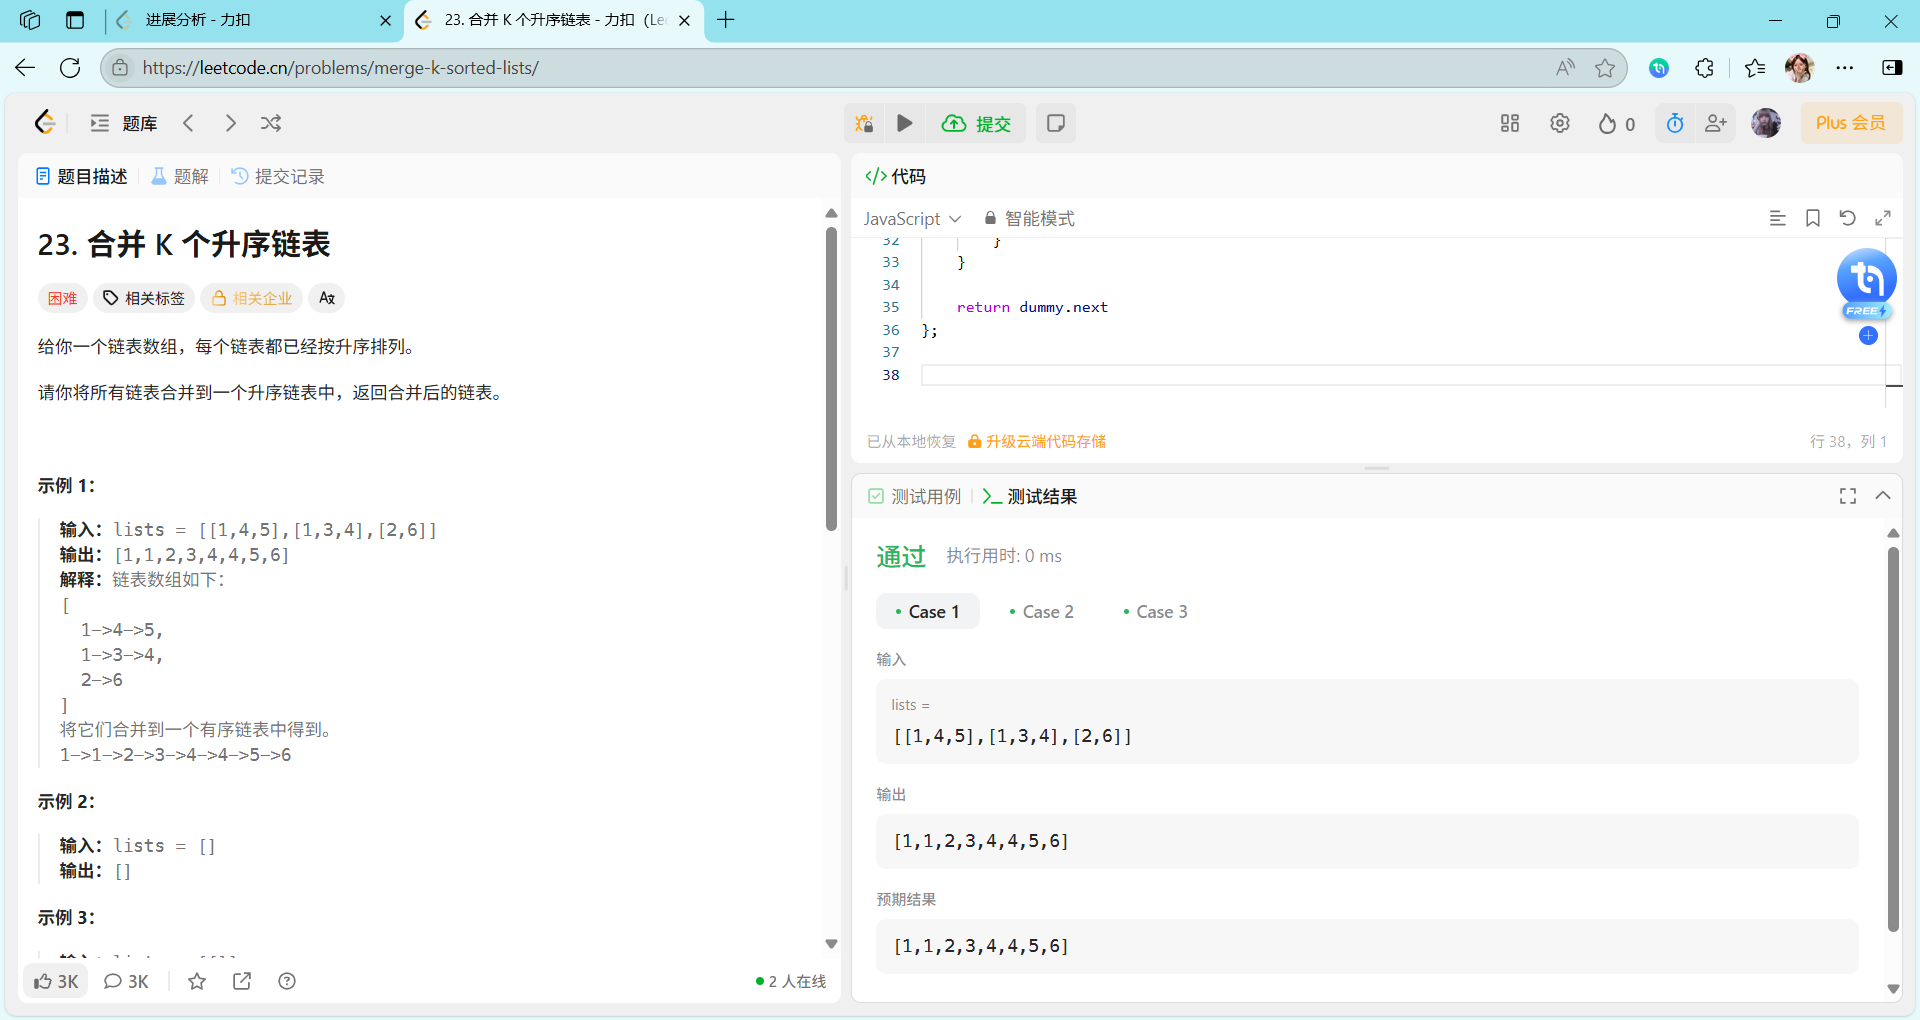 进展分析 - 力扣
23. 合并 K 个升序链表 - 力扣 (Le
https://leetcode.cn/problems/merge-k-sorted-lists/
题库
提交
0
Plus 会员
题目描述
题解
提交记录
23. 合并 K 个升序链表
困难
相关标签
相关企业
给你一个链表数组，每个链表都已经按升序排列。
请你将所有链表合并到一个升序链表中，返回合并后的链表。
示例 1：
输入：lists = [[1,4,5],[1,3,4],[2,6]]
输出：[1,1,2,3,4,4,5,6]
解释：链表数组如下：
[
1->4->5,
1->3->4,
2->6
]
将它们合并到一个有序链表中得到。
1->1->2->3->4->4->5->6
示例 2：
输入：lists = []
输出：[]
示例 3：
3K
3K
2 人在线
</> 代码
JavaScript
智能模式
32 }
33 }
34
35 return dummy.next
36 };
37
38
FREE
已从本地恢复
升级云端代码存储
行 38，列 1
测试用例
测试结果
通过
执行用时: 0 ms
Case 1
Case 2
Case 3
输入
lists =
[[1,4,5],[1,3,4],[2,6]]
输出
[1,1,2,3,4,4,5,6]
预期结果
[1,1,2,3,4,4,5,6]